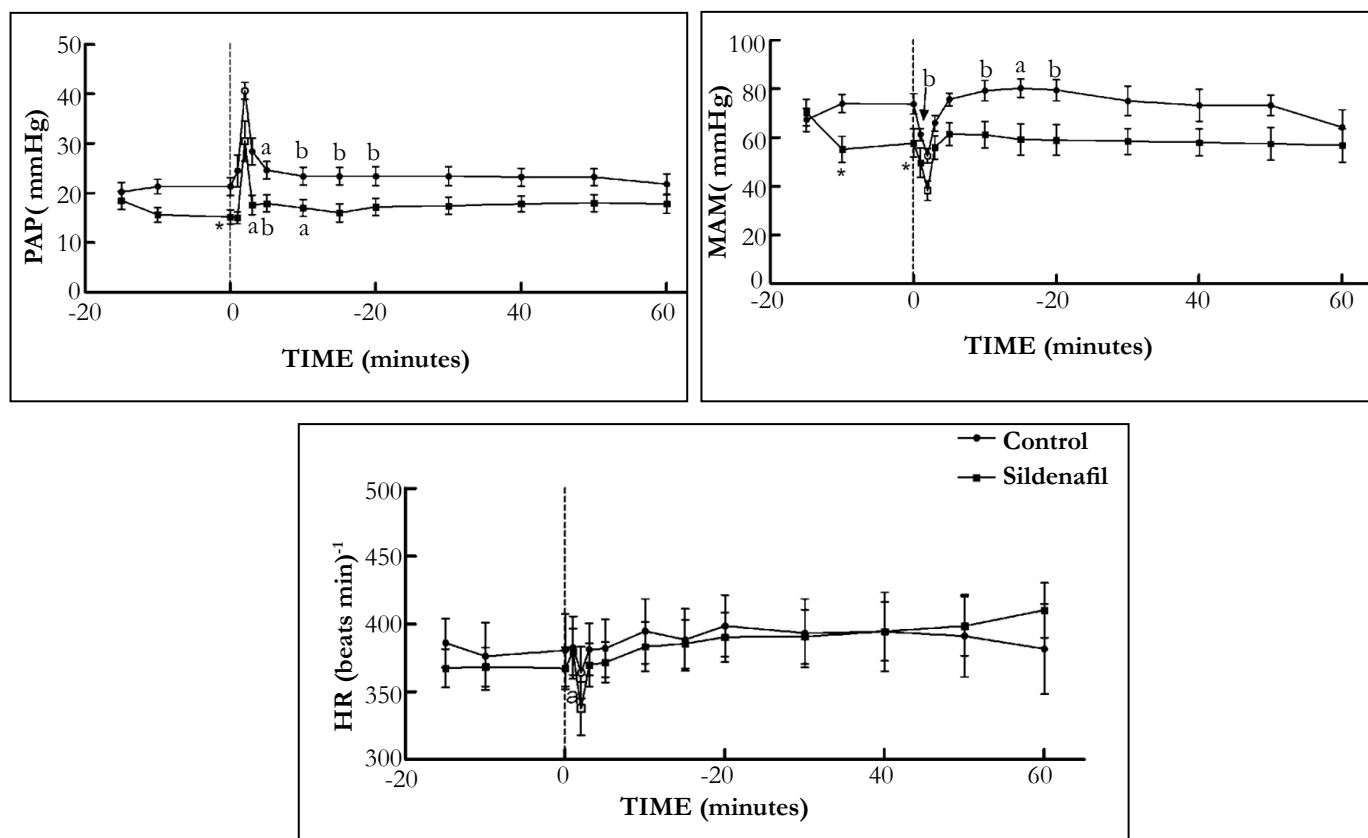 PAP( mmHg)
50
40
30
20
10
0
a
b
b
b
*
a
b
a
-20
0
-20
40
60
TIME (minutes)
MAM( mmHg)
100
80
60
40
20
0
b
b
a
b
*
*
-20
0
-20
40
60
TIME (minutes)
Control
Sildenafil
HR (beats min)⁻¹
500
450
400
350
300
a
-20
0
-20
40
60
TIME (minutes)